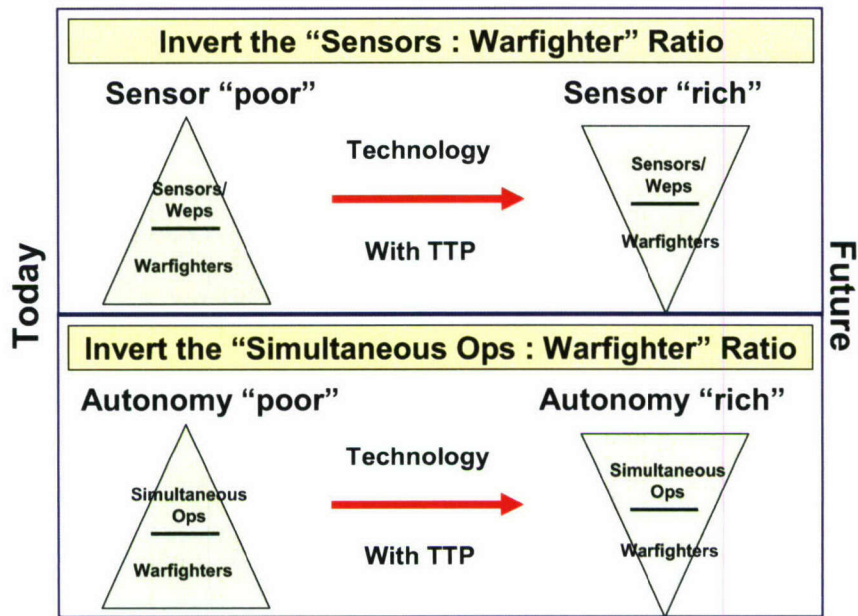 Invert the “Sensors : Warfighter” Ratio
Sensor “poor”
Sensor “rich”
Sensors/
Weps
Warfighters
Technology
With TTP
Sensors/
Weps
Warfighters
Today
Future
Invert the “Simultaneous Ops : Warfighter” Ratio
Autonomy “poor”
Autonomy “rich”
Simultaneous
Ops
Warfighters
Technology
With TTP
Simultaneous
Ops
Warfighters